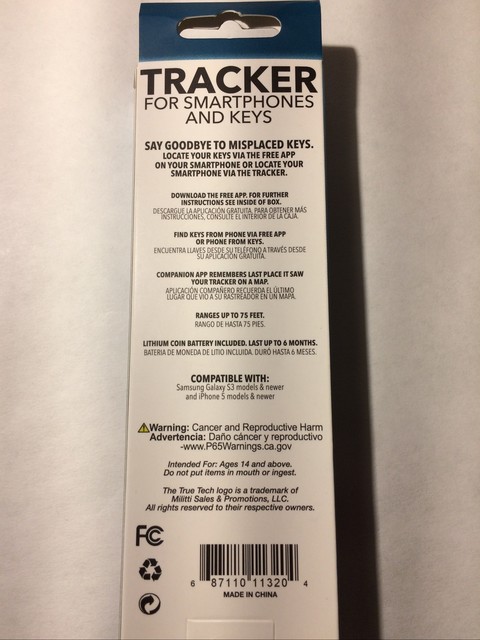 TRACKER
FOR SMARTPHONES
AND KEYS
SAY GOODBYE TO MISPLACED KEYS.
LOCATE YOUR KEYS VIA THE FREE APP
ON YOUR SMARTPHONE OR LOCATE YOUR
SMARTPHONE VIA THE TRACKER.
DOWNLOAD THE FREE APP. FOR FURTHER
INSTRUCTIONS SEE INSIDE OF BOX.
DESCARGUE LA APLICACIÓN GRATUITA. PARA OBTENER MÁS
INSTRUCCIONES, CONSULTE EL INTERIOR DE LA CAJA.
FIND KEYS FROM PHONE VIA FREE APP
OR PHONE FROM KEYS.
ENCUENTRA LLAVES DESDE SU TELÉFONO A TRAVÉS DESDE
SU APLICACIÓN GRATUITA.
COMPANION APP REMEMBERS LAST PLACE IT SAW
YOUR TRACKER ON A MAP.
APLICACIÓN COMPAÑERO RECUERDA EL ÚLTIMO
LUGAR QUE VIO A SU RASTREADOR EN UN MAPA.
RANGES UP TO 75 FEET.
RANGO DE HASTA 75 PIES.
LITHIUM COIN BATTERY INCLUDED. LAST UP TO 6 MONTHS.
BATERIA DE MONEDA DE LITIO INCLUIDA. DURÓ HASTA 6 MESES.
COMPATIBLE WITH:
Samsung Galaxy S3 models & newer
and iPhone 5 models & newer
Warning: Cancer and Reproductive Harm
Advertencia: Daño cáncer y reproductivo
-www.P65Warnings.ca.gov
Intended For: Ages 14 and above.
Do not put items in mouth or ingest.
The True Tech logo is a trademark of
Militti Sales & Promotions, LLC.
All rights reserved to their respective owners.
FC
6 87110 11320 4
MADE IN CHINA